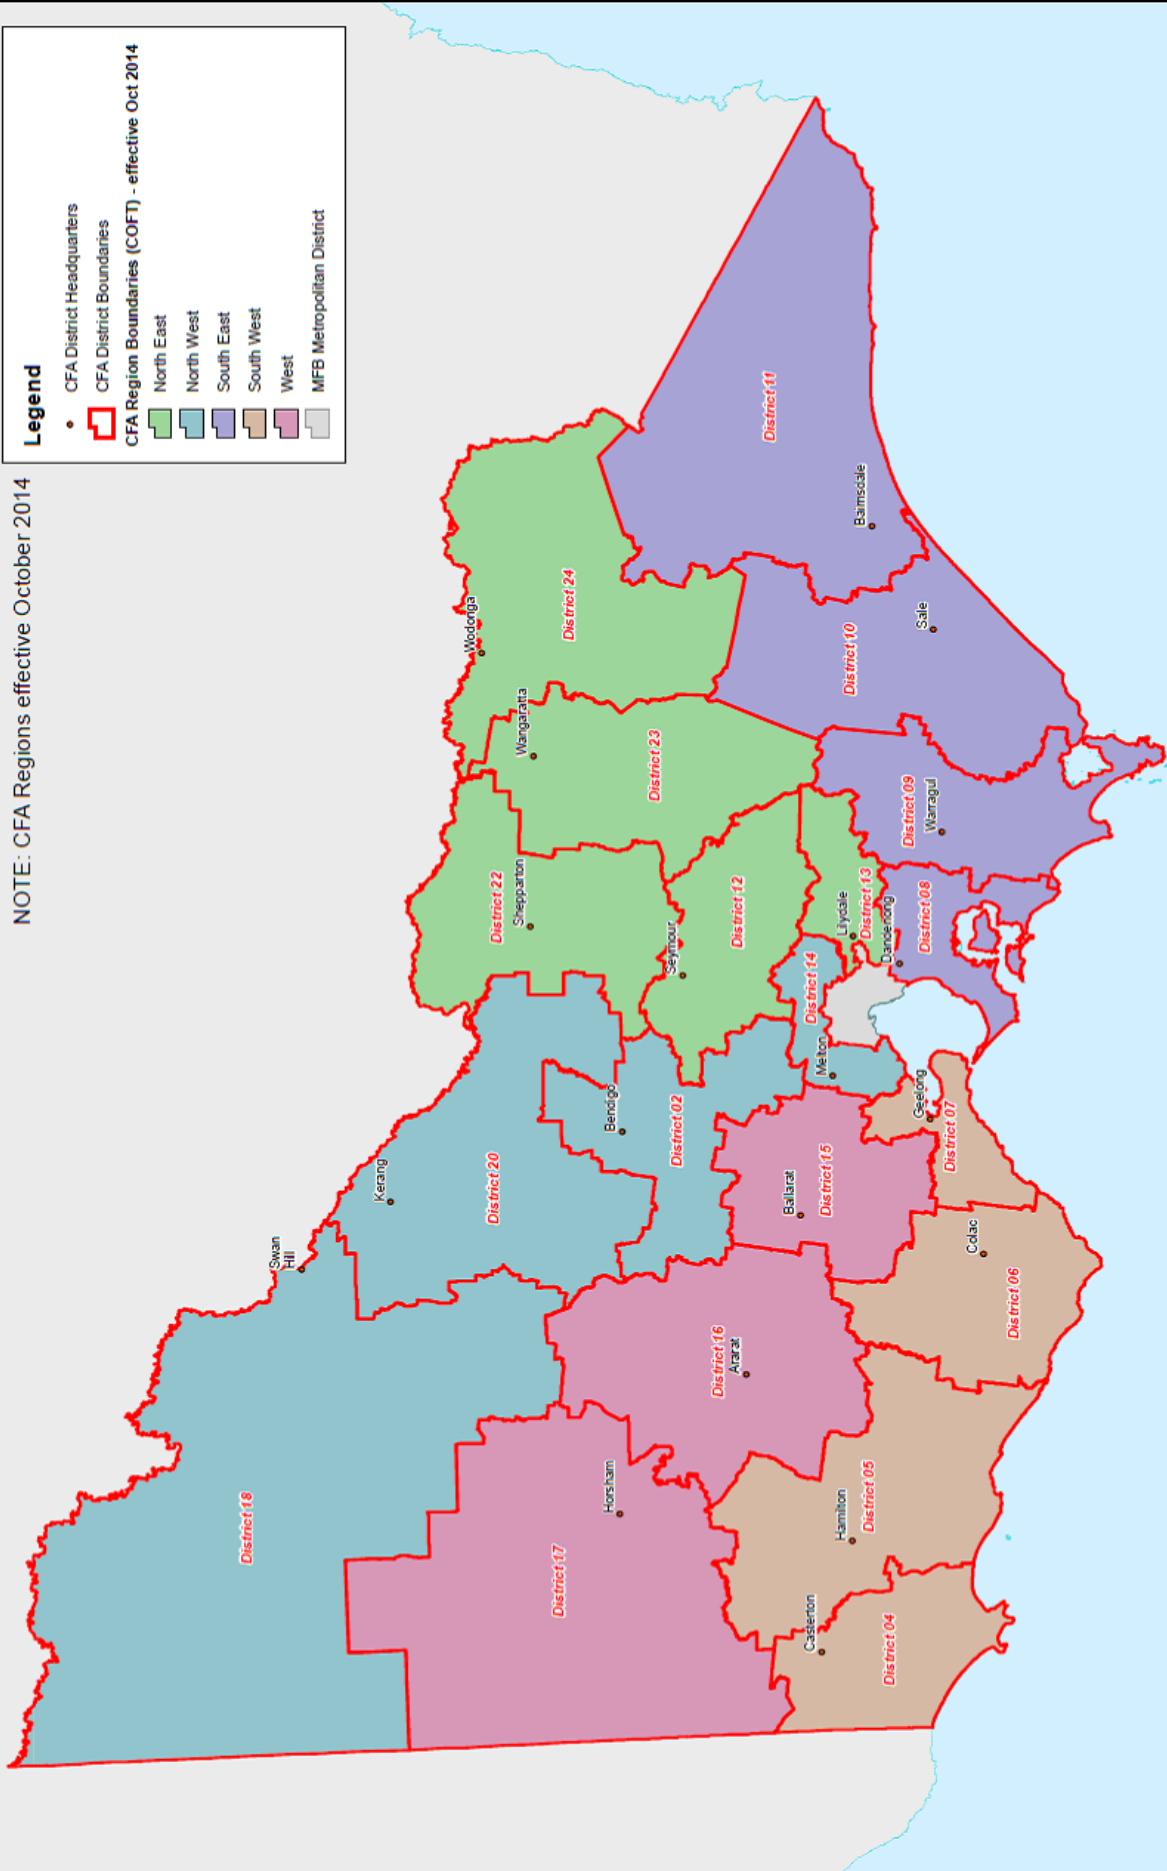 NOTE: CFA Regions effective October 2014
Legend
CFA District Headquarters
CFA District Boundaries
CFA Region Boundaries (COFT) - effective Oct 2014
North East
North West
South East
South West
West
MFB Metropolitan District
District 18
Swan
Hill
Kerang
District 20
District 17
Horsham
Bendigo
District 02
District 22
Shepparton
Wangaratta
Wodonga
District 24
District 23
Seymour
District 12
District 16
Ararat
Ballarat
District 15
Melton
District 14
Lilydale
District 13
Dandenong
District 08
District 09
Warragul
District 10
Sale
District 11
Bairnsdale
Casterton
District 04
Hamilton
District 05
Colac
District 06
Geelong
District 07